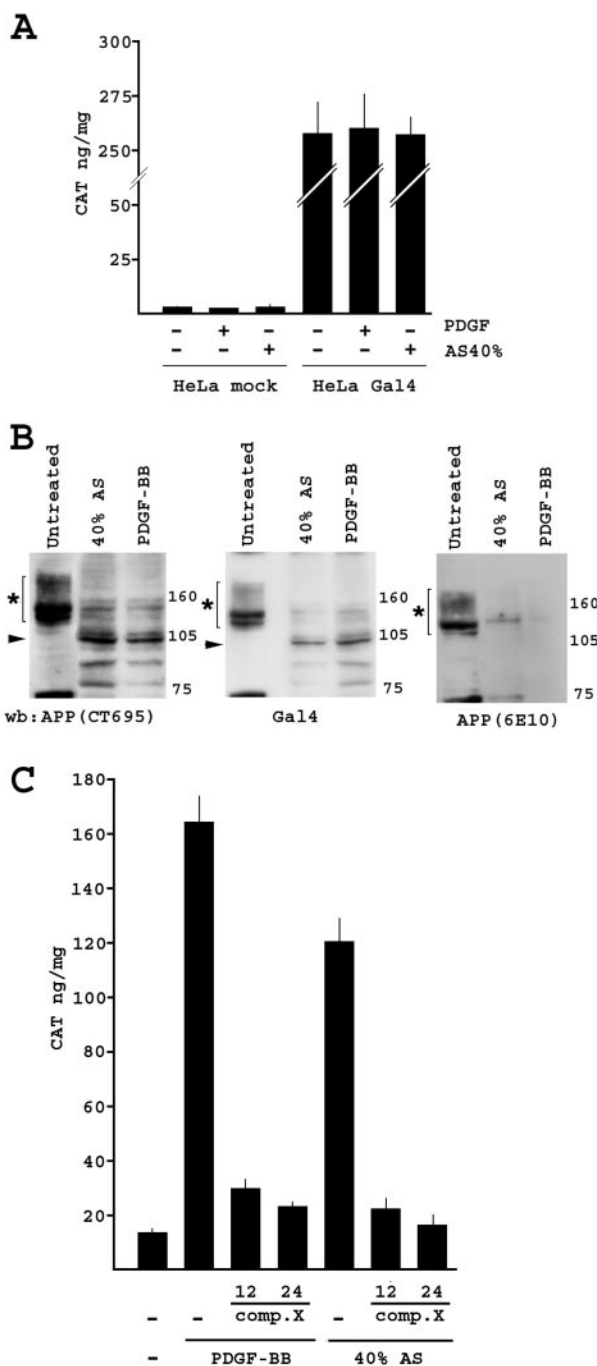 A
300
275
CAT ng/mg
250
50
25
- + - - + - PDGF
- - + - - + AS40%
HeLa mock HeLa Gal4
B
Untreated 40% AS PDGF-BB Untreated 40% AS PDGF-BB Untreated 40% AS PDGF-BB
* 160 * 160 * 160
105 105 105
75 75 75
wb:APP(CT695) Gal4 APP(6E10)
C
180
160
140
120
CAT ng/mg
100
80
60
40
20
12 24 12 24
- - comp.X - comp.X
- PDGF-BB 40% AS